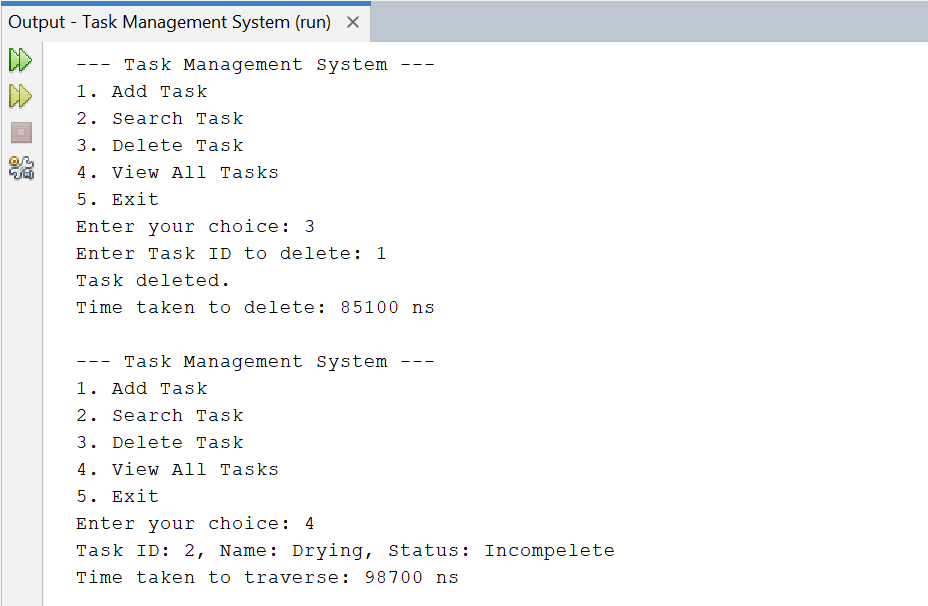 Output - Task Management System (run)
--- Task Management System ---
1. Add Task
2. Search Task
3. Delete Task
4. View All Tasks
5. Exit
Enter your choice: 3
Enter Task ID to delete: 1
Task deleted.
Time taken to delete: 85100 ns
--- Task Management System ---
1. Add Task
2. Search Task
3. Delete Task
4. View All Tasks
5. Exit
Enter your choice: 4
Task ID: 2, Name: Drying, Status: Incompelete
Time taken to traverse: 98700 ns